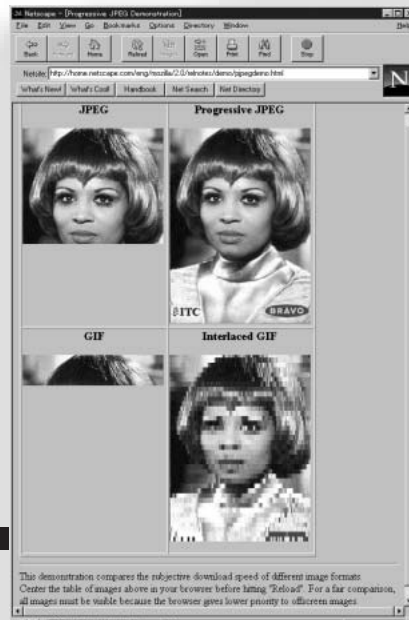 Netscape - [Progressive JPEG Demonstration]
File Edit View Go Bookmarks Options Directory Window Help
Back Home Reload Open Print Find Stop
Netsite: http://home.netscape.com/eng/mozilla/2.0/relnotes/demo/pjpegdemo.html
What's New! What's Cool! Handbook Net Search Net Directory
N
JPEG Progressive JPEG
ITC BRAVO
GIF Interlaced GIF
This demonstration compares the subjective download speed of different image formats.
Center the table of images above in your browser before hitting "Reload". For a fair comparison,
all images must be visible because the browser gives lower priority to offscreen images.